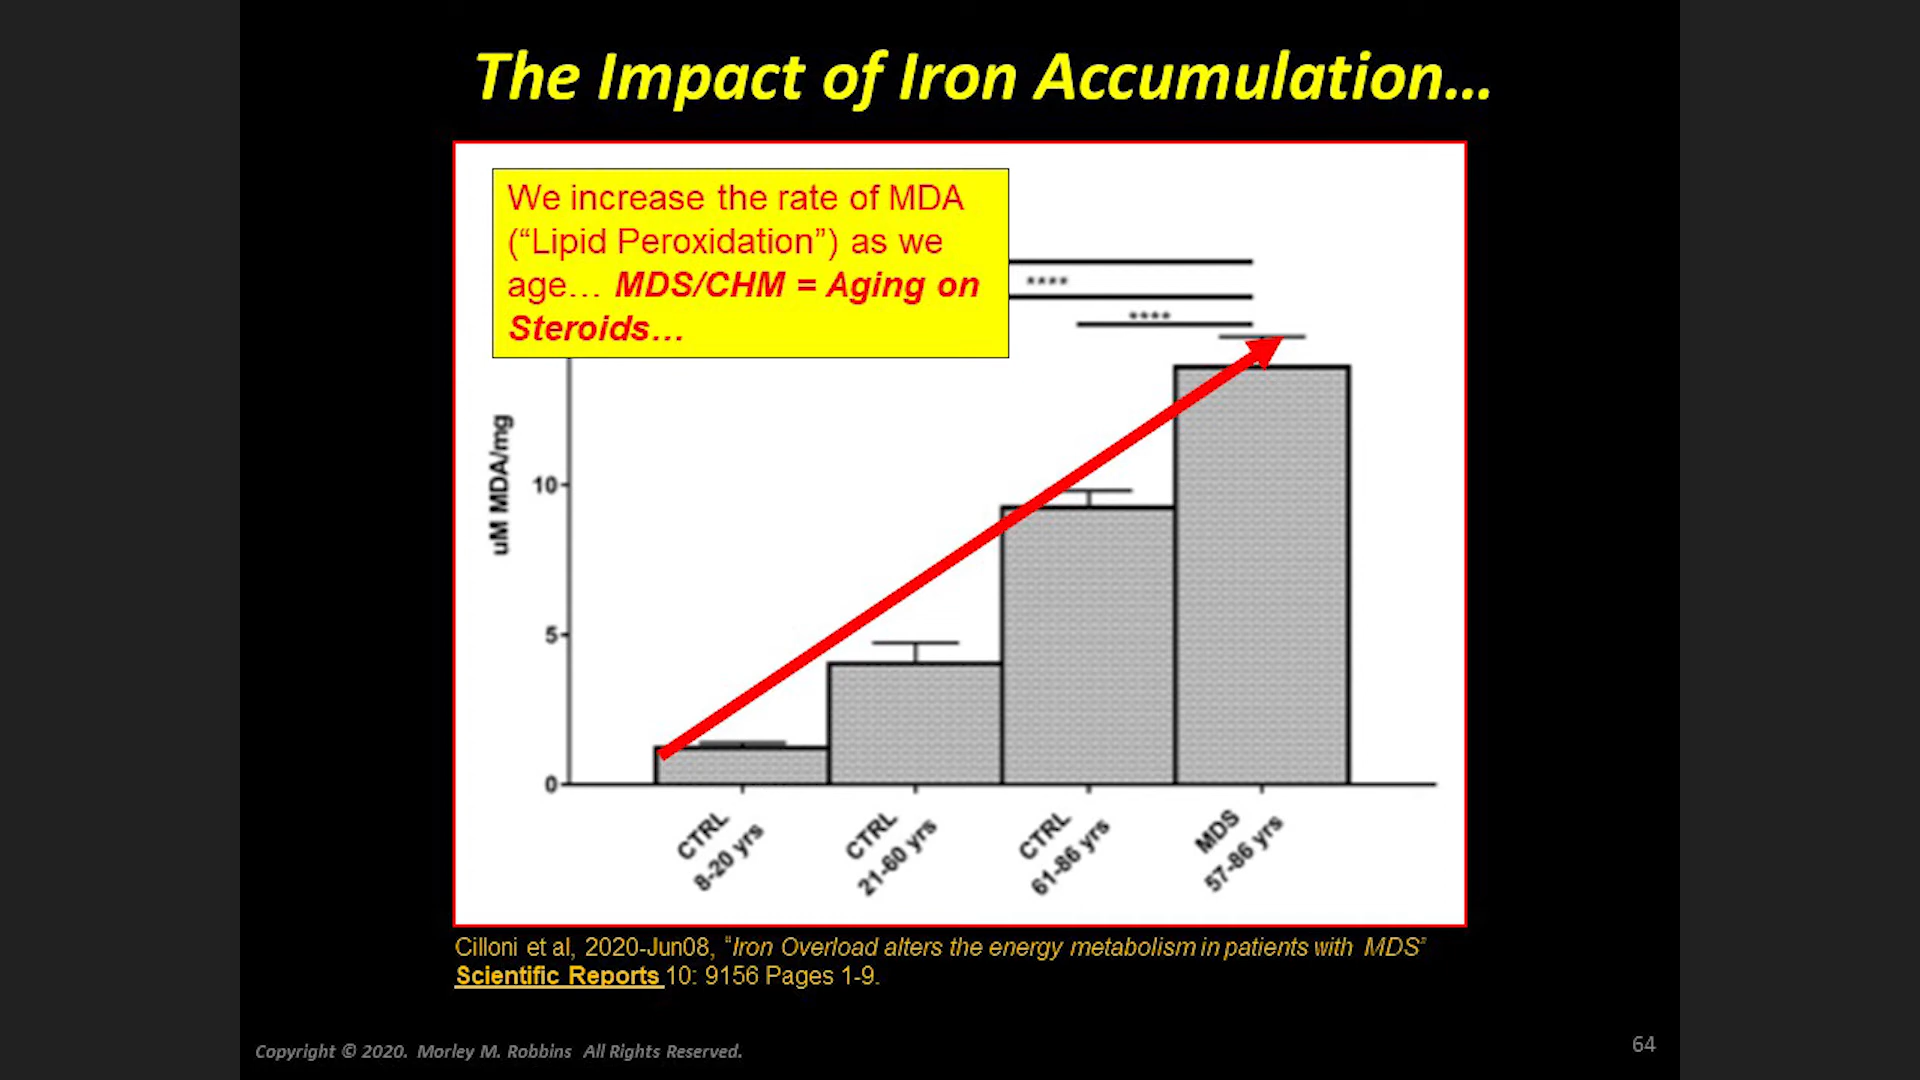 The Impact of Iron Accumulation...
We increase the rate of MDA
(“Lipid Peroxidation”) as we
age… MDS/CHM = Aging on
Steroids…
****
****
uM MDA/mg
10
5
0
CTRL
8-20 yrs
CTRL
21-60 yrs
CTRL
61-86 yrs
MDS
57-86 yrs
Cilloni et al, 2020-Jun08, “Iron Overload alters the energy metabolism in patients with MDS”
Scientific Reports 10: 9156 Pages 1-9.
Copyright © 2020. Morley M. Robbins All Rights Reserved.
64